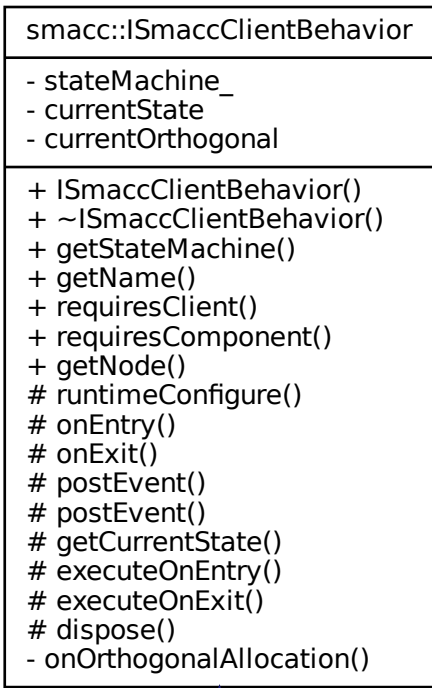 smacc::ISmaccClientBehavior
- stateMachine_
- currentState
- currentOrthogonal
+ ISmaccClientBehavior()
+ ~ISmaccClientBehavior()
+ getStateMachine()
+ getName()
+ requiresClient()
+ requiresComponent()
+ getNode()
# runtimeConfigure()
# onEntry()
# onExit()
# postEvent()
# postEvent()
# getCurrentState()
# executeOnEntry()
# executeOnExit()
# dispose()
- onOrthogonalAllocation()